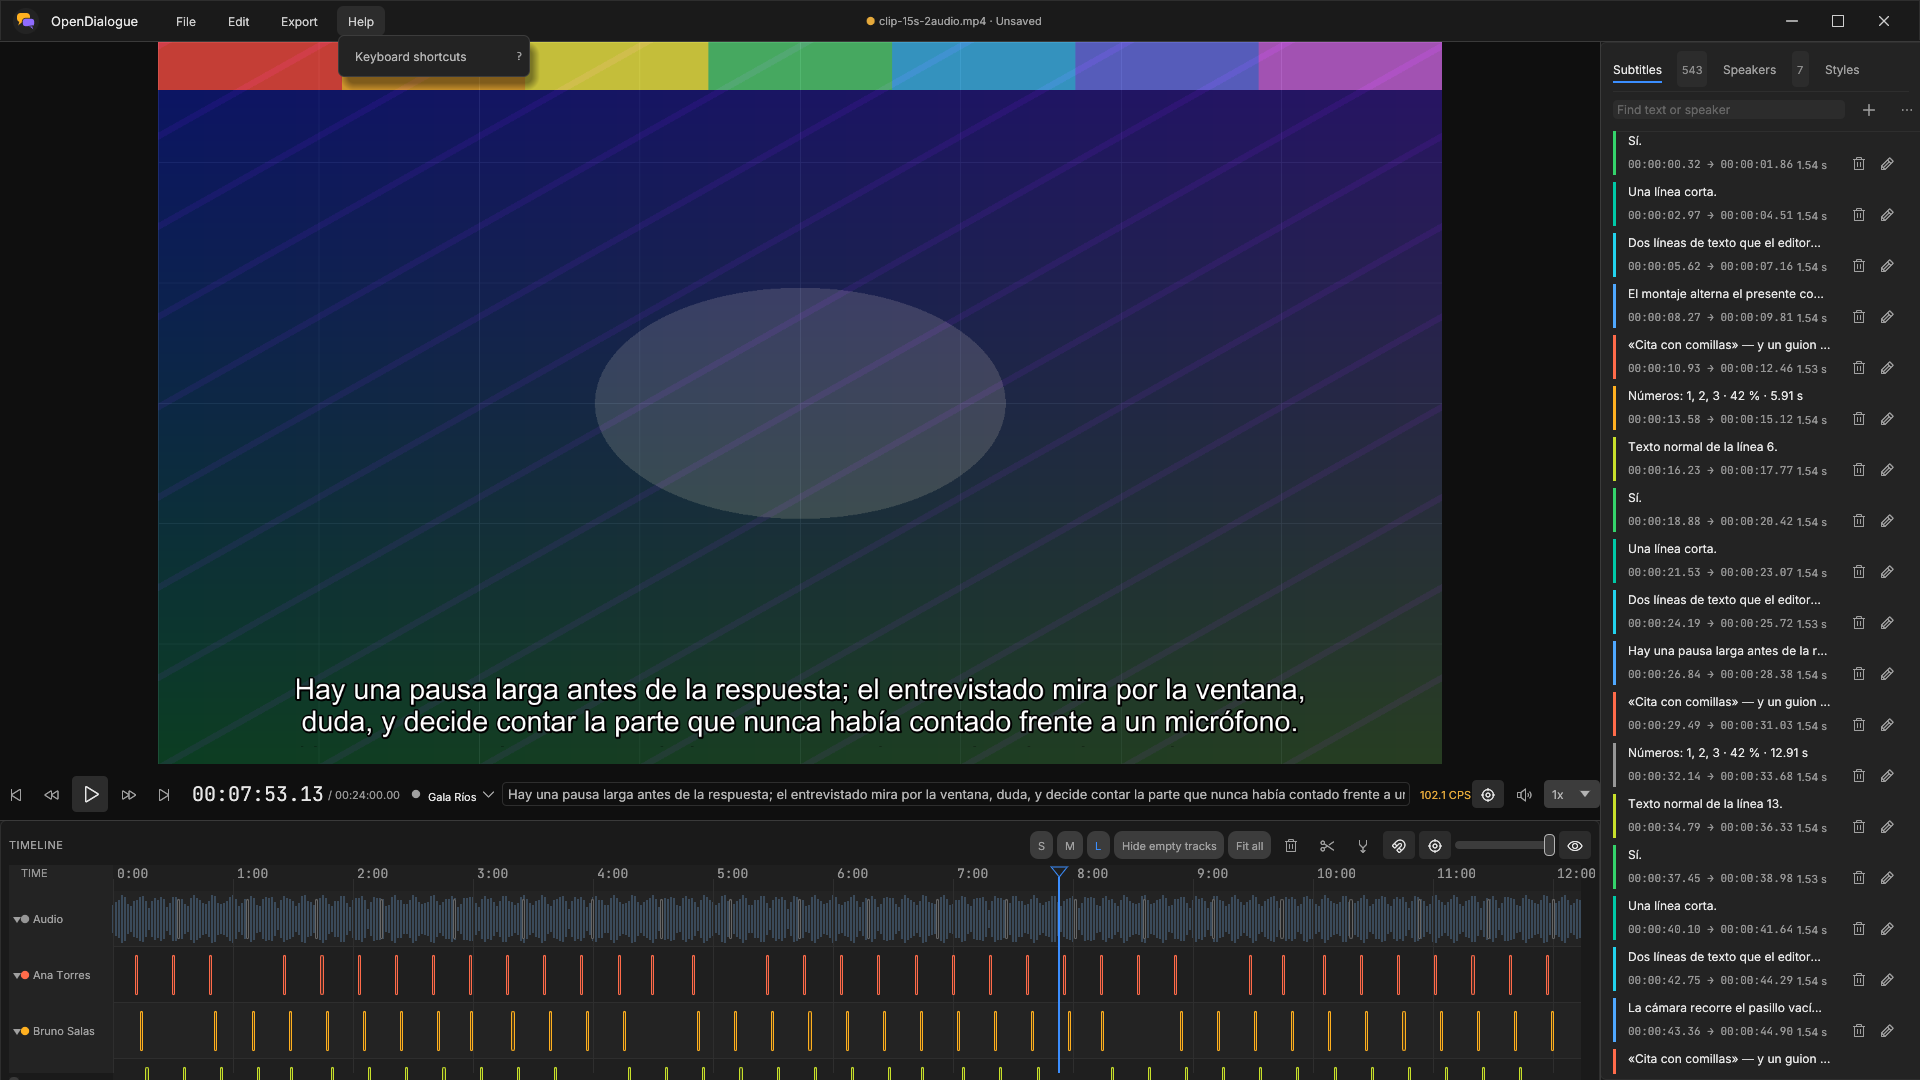 OpenDialogue File Edit Export Help
clip-15s-2audio.mp4 · Unsaved
Keyboard shortcuts ?
Hay una pausa larga antes de la respuesta; el entrevistado mira por la ventana,
duda, y decide contar la parte que nunca había contado frente a un micrófono.
00:07:53.13 / 00:24:00.00 Gala Ríos Hay una pausa larga antes de la respuesta; el entrevistado mira por la ventana, duda, y decide contar la parte que nunca había contado frente a ur 102.1 CPS 1x
TIMELINE S M L Hide empty tracks Fit all
TIME 0:00 1:00 2:00 3:00 4:00 5:00 6:00 7:00 8:00 9:00 10:00 11:00 12:00
Audio
Ana Torres
Bruno Salas
Subtitles 543 Speakers 7 Styles
Find text or speaker
Sí.
00:00:00.32 → 00:00:01.86 1.54 s
Una línea corta.
00:00:02.97 → 00:00:04.51 1.54 s
Dos líneas de texto que el editor...
00:00:05.62 → 00:00:07.16 1.54 s
El montaje alterna el presente co...
00:00:08.27 → 00:00:09.81 1.54 s
«Cita con comillas» — y un guion ...
00:00:10.93 → 00:00:12.46 1.53 s
Números: 1, 2, 3 · 42 % · 5.91 s
00:00:13.58 → 00:00:15.12 1.54 s
Texto normal de la línea 6.
00:00:16.23 → 00:00:17.77 1.54 s
Sí.
00:00:18.88 → 00:00:20.42 1.54 s
Una línea corta.
00:00:21.53 → 00:00:23.07 1.54 s
Dos líneas de texto que el editor...
00:00:24.19 → 00:00:25.72 1.53 s
Hay una pausa larga antes de la r...
00:00:26.84 → 00:00:28.38 1.54 s
«Cita con comillas» — y un guion ...
00:00:29.49 → 00:00:31.03 1.54 s
Números: 1, 2, 3 · 42 % · 12.91 s
00:00:32.14 → 00:00:33.68 1.54 s
Texto normal de la línea 13.
00:00:34.79 → 00:00:36.33 1.54 s
Sí.
00:00:37.45 → 00:00:38.98 1.53 s
Una línea corta.
00:00:40.10 → 00:00:41.64 1.54 s
Dos líneas de texto que el editor...
00:00:42.75 → 00:00:44.29 1.54 s
La cámara recorre el pasillo vací...
00:00:43.36 → 00:00:44.90 1.54 s
«Cita con comillas» — y un guion ...